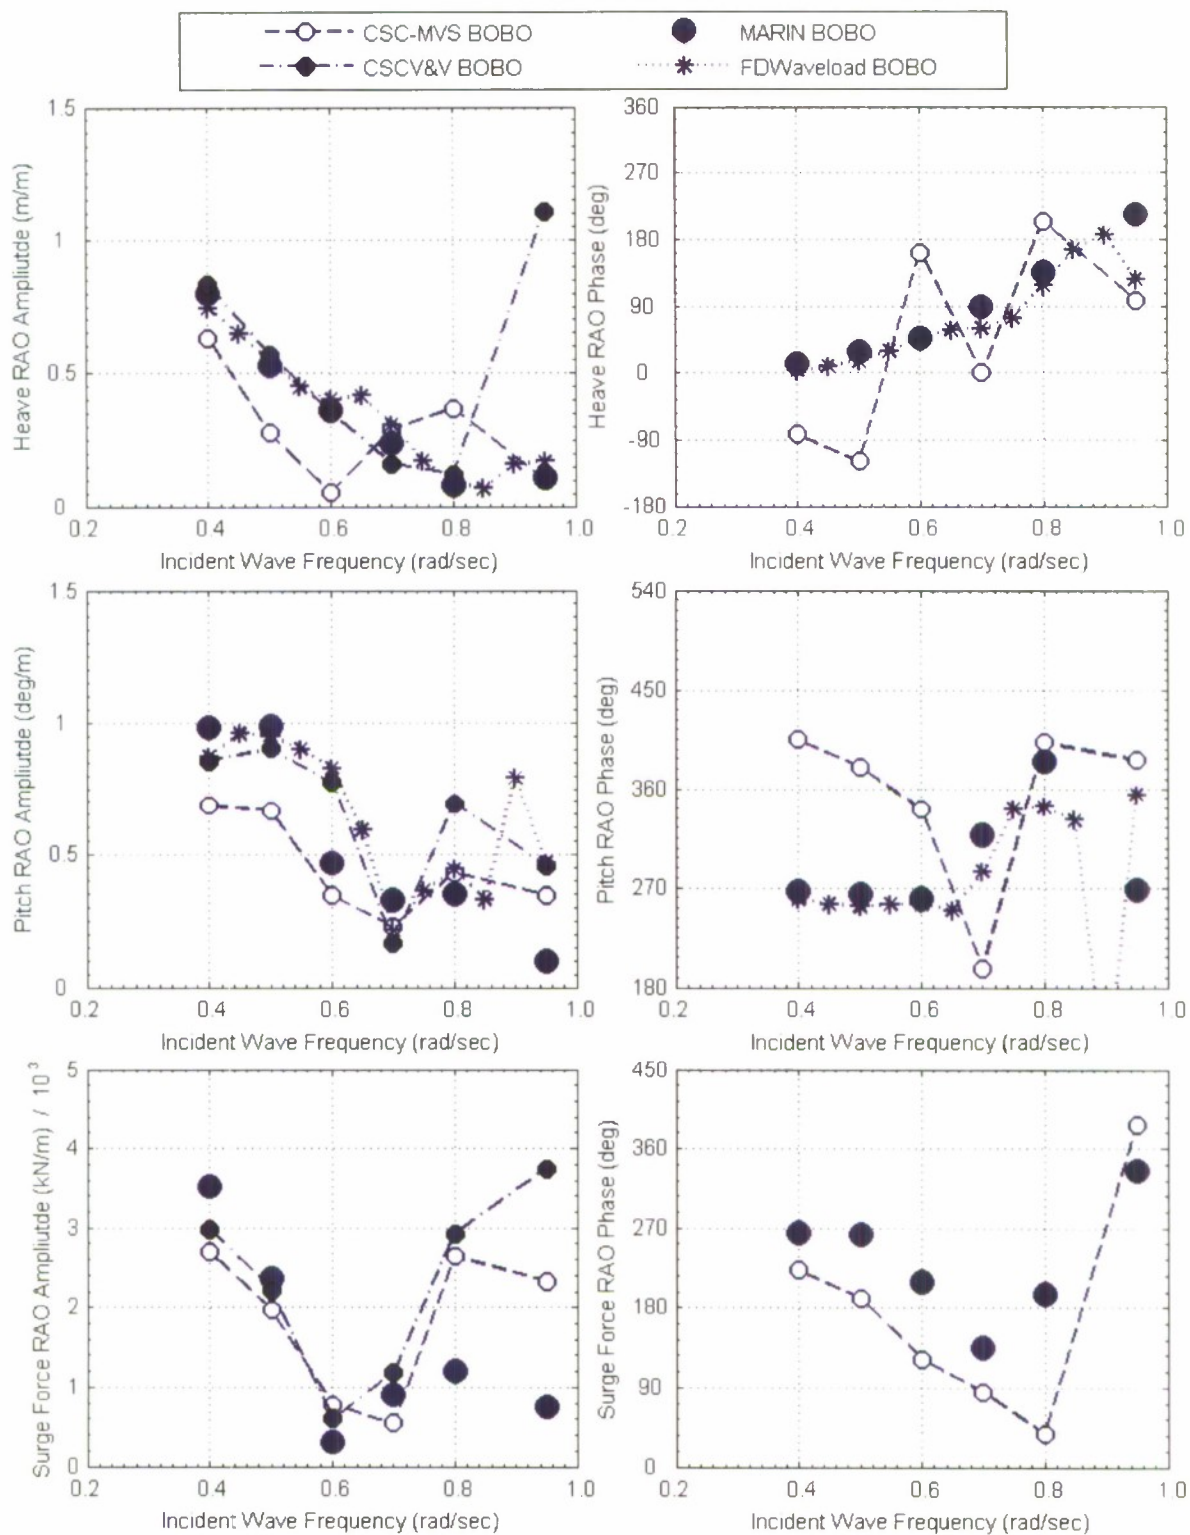 CSC-MVS BOBO
MARIN BOBO
CSCV&V BOBO
FDWaveload BOBO
1.5
1
0.5
0
0.2 0.4 0.6 0.8 1.0
Heave RAO Ampliutde (m/m)
Incident Wave Frequency (rad/sec)
360
270
180
90
0
-90
-180
0.2 0.4 0.6 0.8 1.0
Heave RAO Phase (deg)
Incident Wave Frequency (rad/sec)
1.5
1
0.5
0
0.2 0.4 0.6 0.8 1.0
Pitch RAO Ampliutde (deg/m)
Incident Wave Frequency (rad/sec)
540
450
360
270
180
0.2 0.4 0.6 0.8 1.0
Pitch RAO Phase (deg)
Incident Wave Frequency (rad/sec)
5
4
3
2
1
0
0.2 0.4 0.6 0.8 1.0
Surge Force RAO Ampliutde (kN/m) / 10³
Incident Wave Frequency (rad/sec)
450
360
270
180
90
0
0.2 0.4 0.6 0.8 1.0
Surge Force RAO Phase (deg)
Incident Wave Frequency (rad/sec)